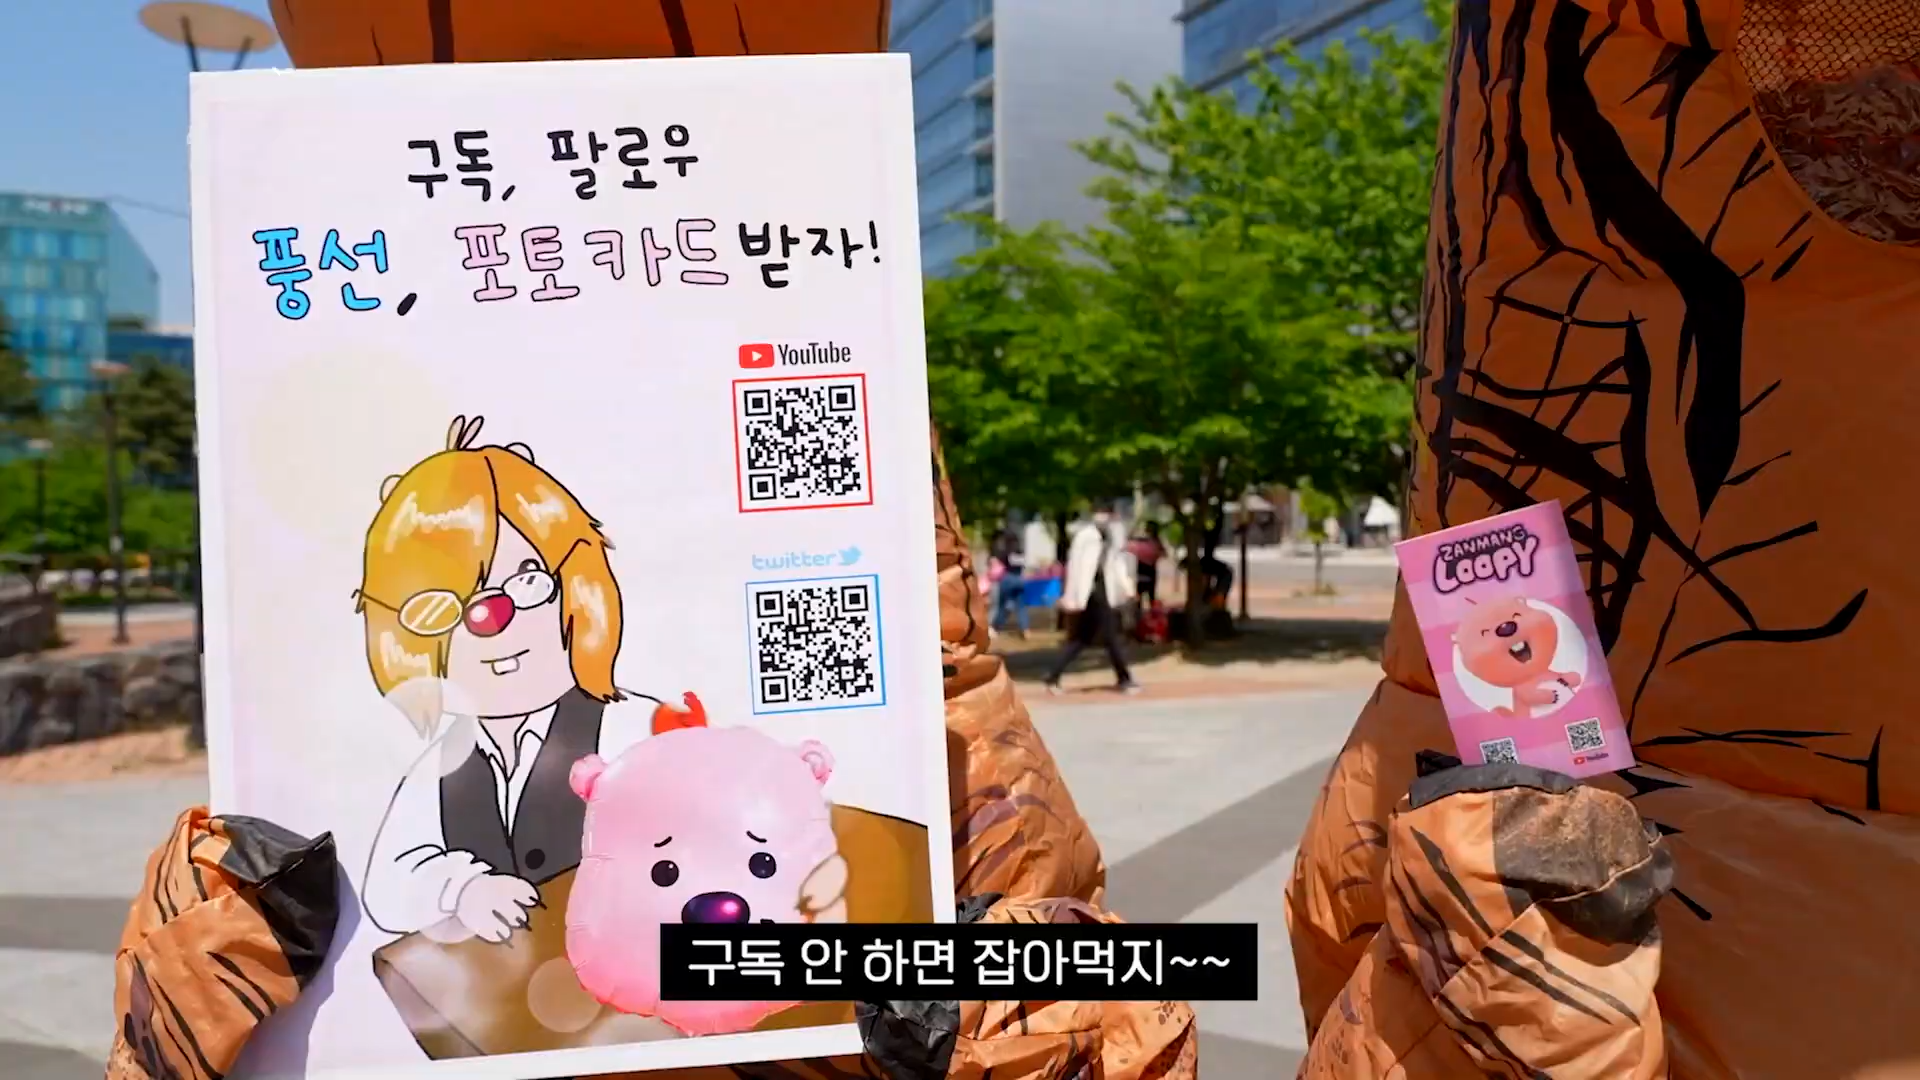 구독, 팔로우
풍선, 포토카드 받자!
YouTube
twitter
ZANMANG
LOOPY
YouTube
구독 안 하면 잡아먹지~~